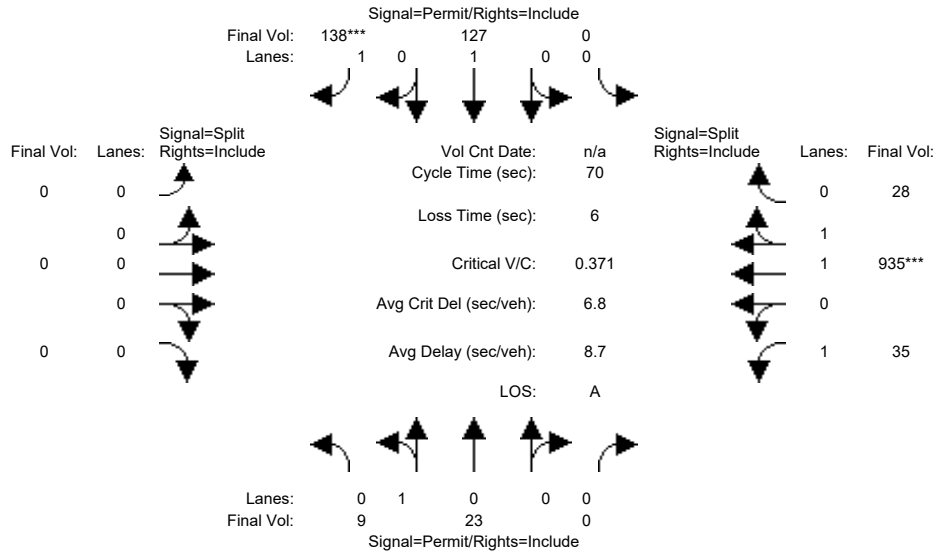 Signal=Permit/Rights=Include
Final Vol: 138*** 127 0
Lanes: 1 0 1 0 0
Signal=Split
Final Vol: Lanes: Rights=Include
Vol Cnt Date: n/a
Signal=Split
Rights=Include Lanes: Final Vol:
Cycle Time (sec): 70
0 0
0 28
Loss Time (sec): 6
0
1
0 0
Critical V/C: 0.371
1 935***
0
Avg Crit Del (sec/veh): 6.8
0
0 0
Avg Delay (sec/veh): 8.7
1 35
LOS: A
Lanes: 0 1 0 0 0
Final Vol: 9 23 0
Signal=Permit/Rights=Include